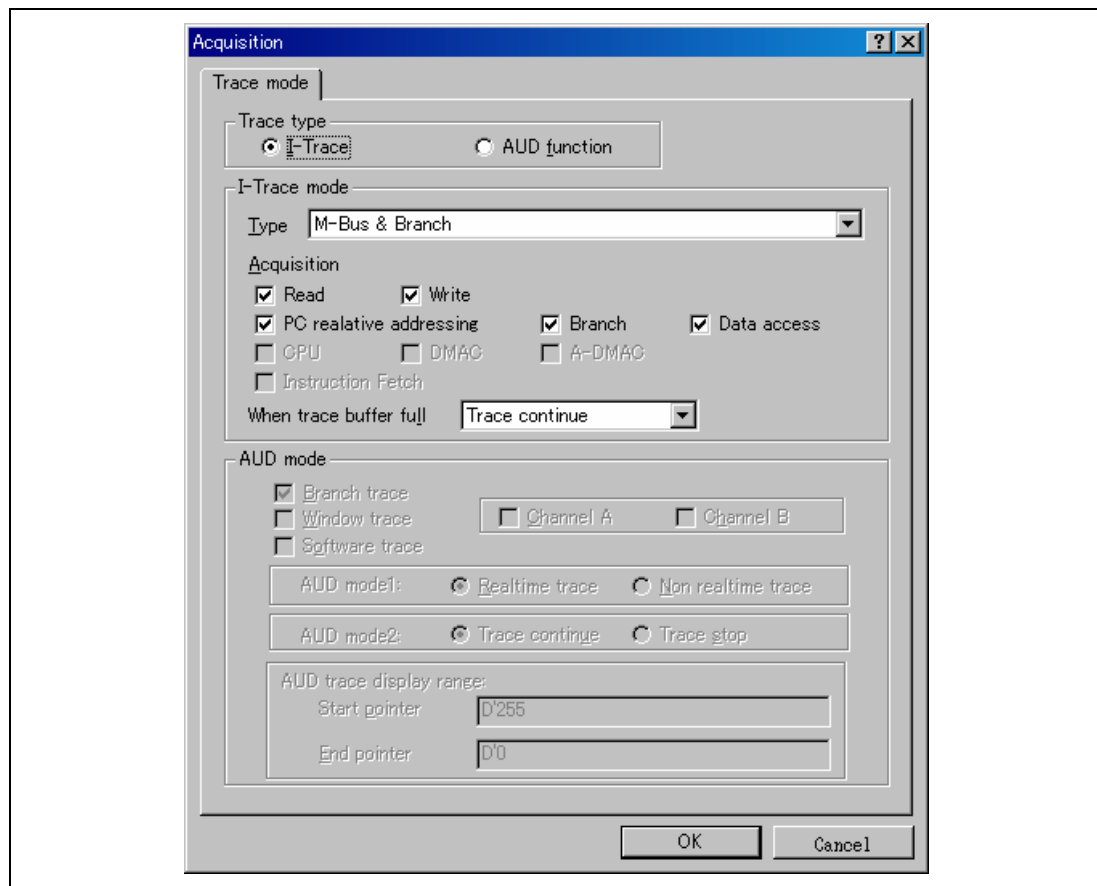 Acquisition
Trace mode
Trace type
I-Trace AUD function
I-Trace mode
Type M-Bus & Branch
Acquisition
Read Write
PC realative addressing Branch Data access
CPU DMAC A-DMAC
Instruction Fetch
When trace buffer full Trace continue
AUD mode
Branch trace
Window trace Channel A Channel B
Software trace
AUD mode1: Realtime trace Non realtime trace
AUD mode2: Trace continue Trace stop
AUD trace display range:
Start pointer D'255
End pointer D'0
OK Cancel